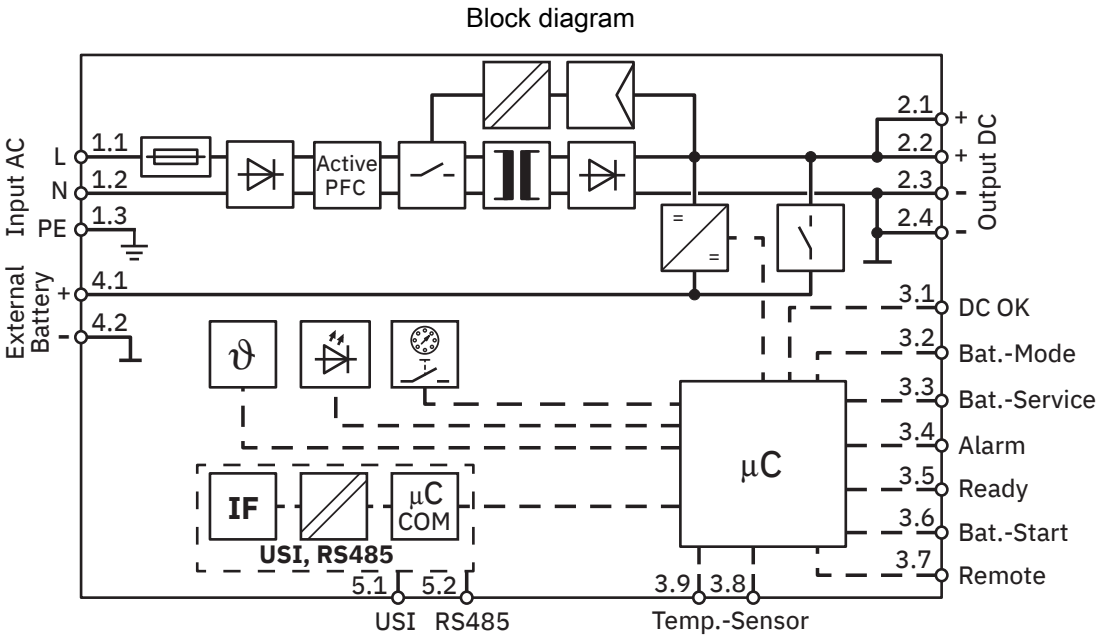 Block diagram
Input AC
L 1.1
N 1.2
PE 1.3
Active
PFC
=
=
2.1 +
2.2 +
2.3 -
2.4 -
Output DC
External
Battery
+ 4.1
- 4.2
ϑ
3.1 DC OK
3.2 Bat.-Mode
3.3 Bat.-Service
3.4 Alarm
3.5 Ready
3.6 Bat.-Start
3.7 Remote
µC
IF
µC
COM
USI, RS485
5.1 5.2
USI RS485
3.9 3.8
Temp.-Sensor